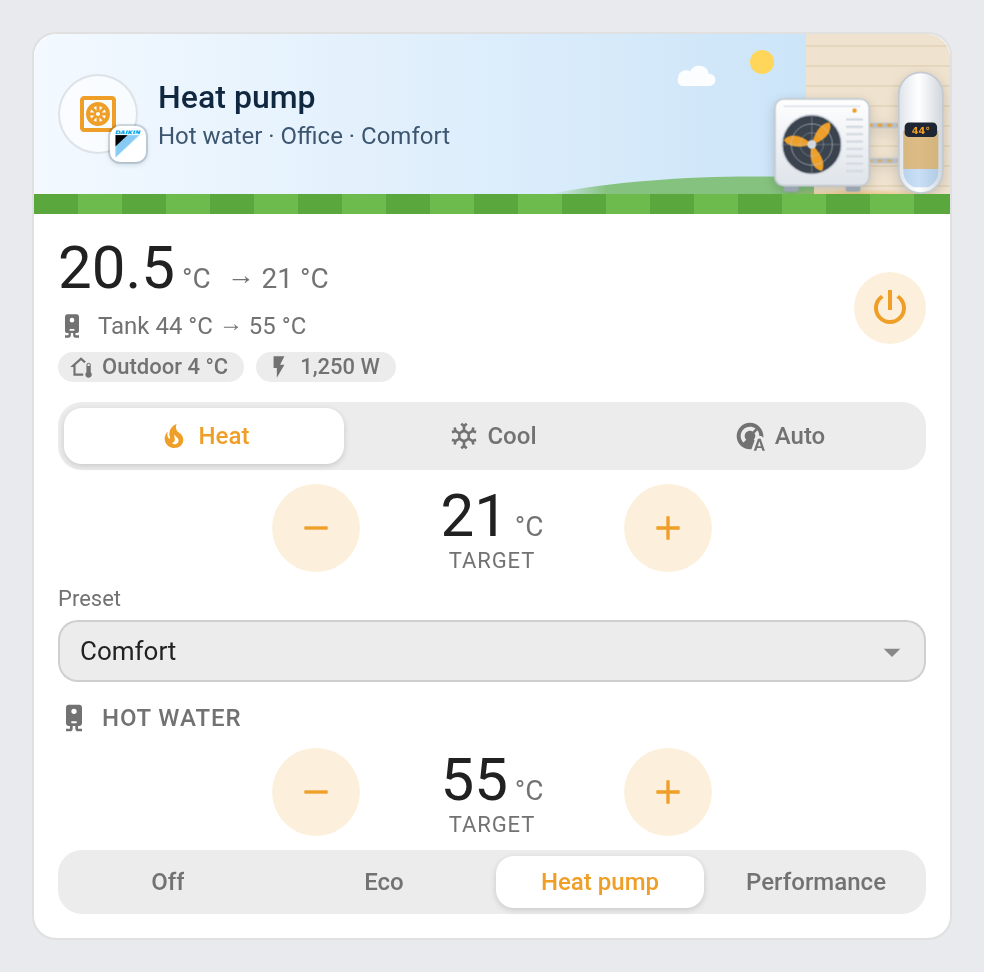 Heat pump
Hot water · Office · Comfort
DAIKIN
44°
20.5 °C → 21 °C
Tank 44 °C → 55 °C
Outdoor 4 °C 1,250 W
Heat Cool Auto
21 °C
TARGET
Preset
Comfort
HOT WATER
55 °C
TARGET
Off Eco Heat pump Performance